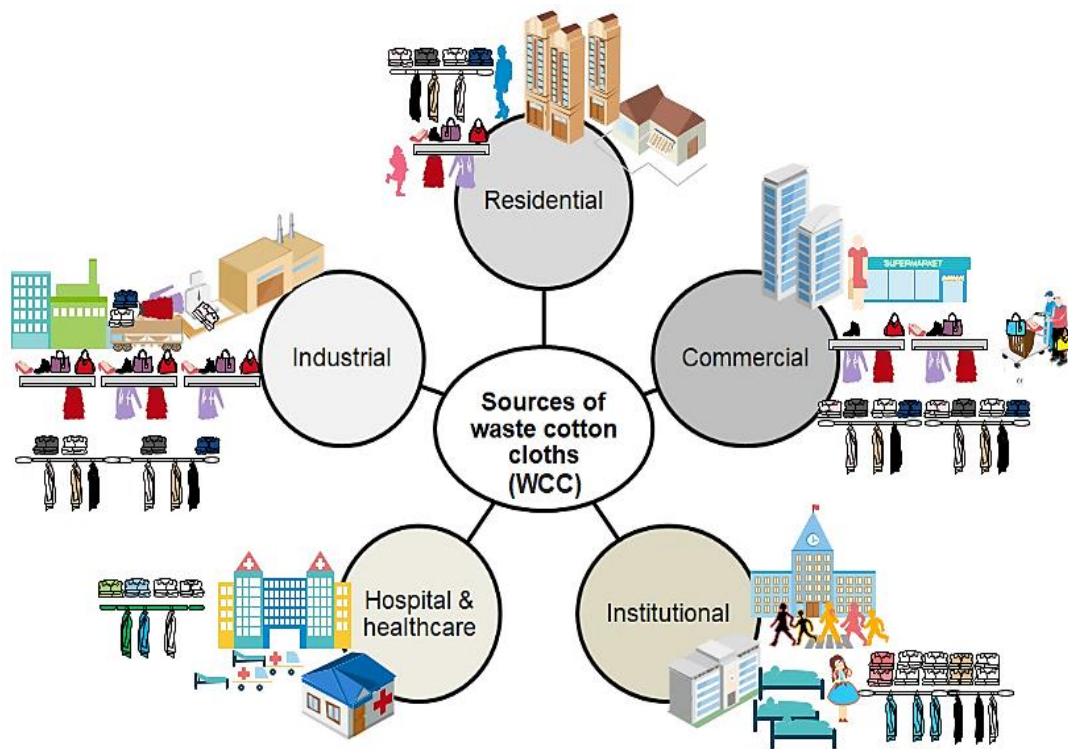 Residential
SUPERMARKET
Industrial
Commercial
Sources of
waste cotton
cloths
(WCC)
Hospital &
healthcare
Institutional